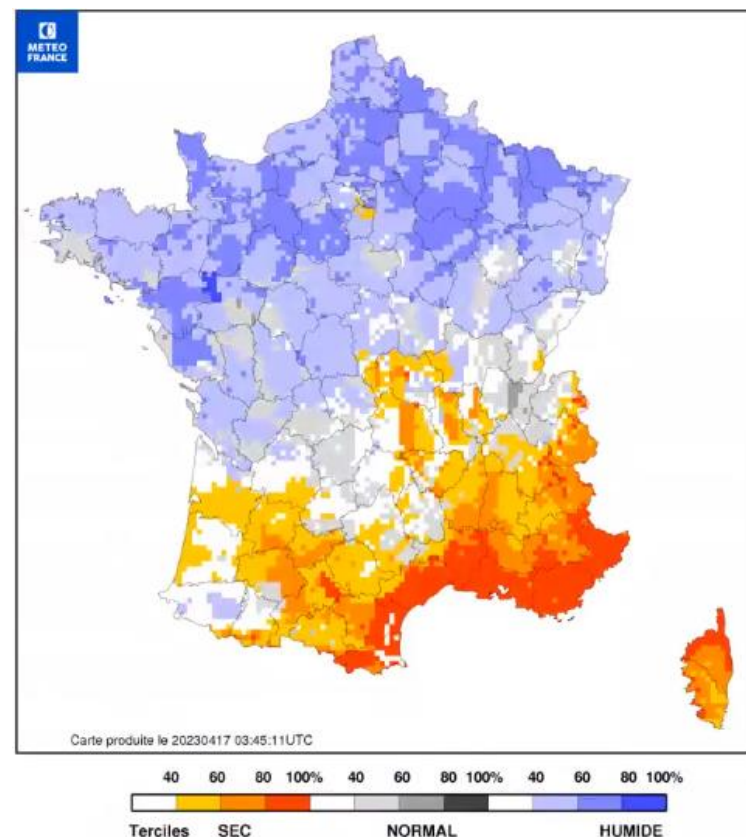 METEO
FRANCE
Carte produite le 20230417 03:45:11UTC
40 60 80 100% 40 60 80 100% 40 60 80 100%
Terciles SEC NORMAL HUMIDE